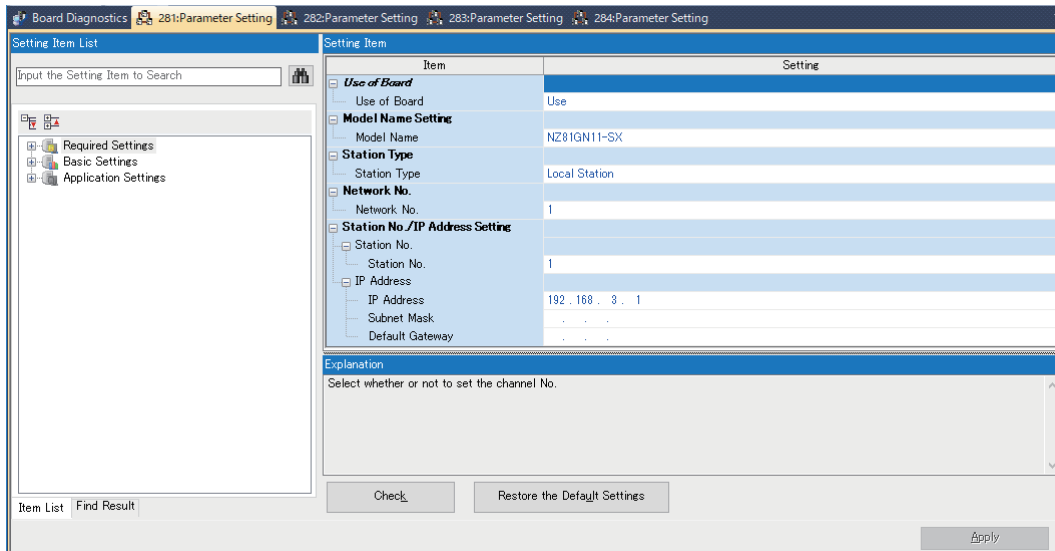 Board Diagnostics 281:Parameter Setting 282:Parameter Setting 283:Parameter Setting 284:Parameter Setting
Setting Item List
Input the Setting Item to Search
Required Settings
Basic Settings
Application Settings
Item List Find Result
Setting Item
Item Setting
Use of Board
Use of Board Use
Model Name Setting
Model Name NZ81GN11-SX
Station Type
Station Type Local Station
Network No.
Network No. 1
Station No./IP Address Setting
Station No.
Station No. 1
IP Address
IP Address 192 . 168 . 3 . 1
Subnet Mask . . .
Default Gateway . . .
Explanation
Select whether or not to set the channel No.
Check Restore the Default Settings
Apply